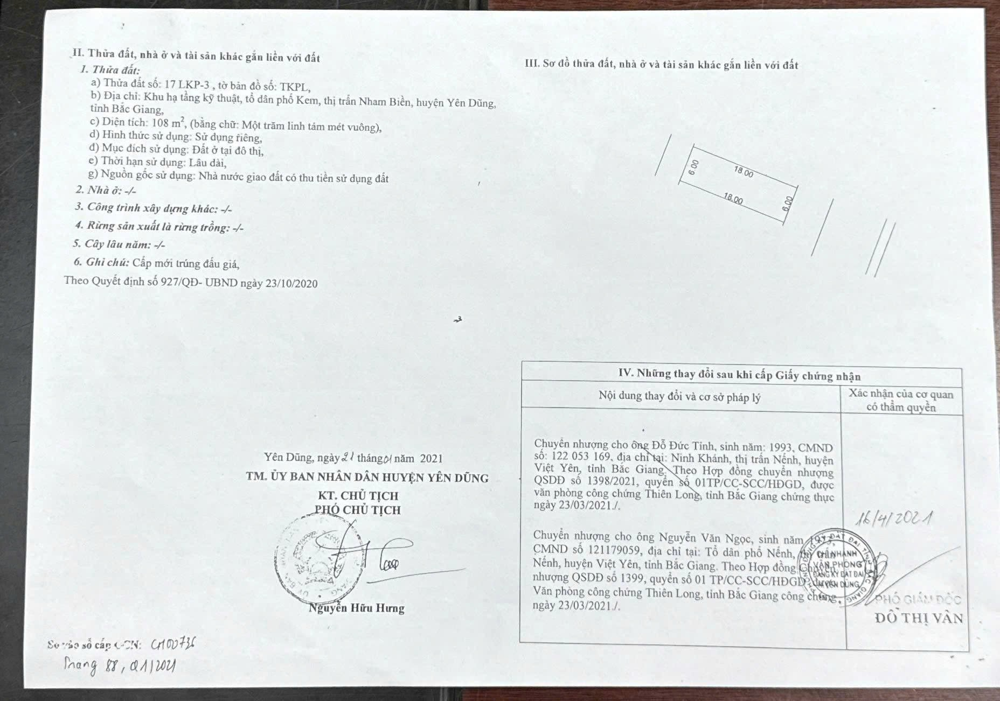 II. Thửa đất, nhà ở và tài sản khác gắn liền với đất
1. Thửa đất:
a) Thửa đất số: 17 LKP-3 , tờ bản đồ số: TKPL,
b) Địa chỉ: Khu hạ tầng kỹ thuật, tổ dân phố Kem, thị trấn Nham Biền, huyện Yên Dũng,
tỉnh Bắc Giang,
c) Diện tích: 108 m², (bằng chữ: Một trăm linh tám mét vuông),
d) Hình thức sử dụng: Sử dụng riêng,
đ) Mục đích sử dụng: Đất ở tại đô thị,
e) Thời hạn sử dụng: Lâu dài,
g) Nguồn gốc sử dụng: Nhà nước giao đất có thu tiền sử dụng đất
2. Nhà ở: -/-
3. Công trình xây dựng khác: -/-
4. Rừng sản xuất là rừng trồng: -/-
5. Cây lâu năm: -/-
6. Ghi chú: Cấp mới trúng đấu giá,
Theo Quyết định số 927/QĐ- UBND ngày 23/10/2020
Yên Dũng, ngày 21 tháng 01 năm 2021
TM. ỦY BAN NHÂN DÂN HUYỆN YÊN DŨNG
KT. CHỦ TỊCH
PHÓ CHỦ TỊCH
Nguyễn Hữu Hưng
Số vào sổ cấp GCN: CH00736
Trang 88, Q1/2021
III. Sơ đồ thửa đất, nhà ở và tài sản khác gắn liền với đất
6.00
18.00
18.00
6.00
IV. Những thay đổi sau khi cấp Giấy chứng nhận
Nội dung thay đổi và cơ sở pháp lý
Xác nhận của cơ quan
có thẩm quyền
Chuyển nhượng cho ông Đỗ Đức Tinh, sinh năm: 1993, CMND
số: 122 053 169, địa chỉ tại: Ninh Khánh, thị trấn Nếnh, huyện
Việt Yên, tỉnh Bắc Giang. Theo Hợp đồng chuyển nhượng
QSDĐ số 1398/2021, quyển số 01TP/CC-SCC/HĐGD, được
văn phòng công chứng Thiên Long, tỉnh Bắc Giang chứng thực
ngày 23/03/2021./.
Chuyển nhượng cho ông Nguyễn Văn Ngọc, sinh năm
CMND số 121179059, địa chỉ tại: Tổ dân phố Nếnh, thị trấn
Nếnh, huyện Việt Yên, tỉnh Bắc Giang. Theo Hợp đồng Chuyển
nhượng QSDĐ số 1399, quyển số 01 TP/CC-SCC/HĐGD, được
Văn phòng công chứng Thiên Long, tỉnh Bắc Giang công chứng
ngày 23/03/2021./.
16/4/2021
CHI NHÁNH
VĂN PHÒNG
ĐĂNG KÝ ĐẤT ĐAI
YÊN DŨNG
PHÓ GIÁM ĐỐC
ĐỖ THỊ VÂN